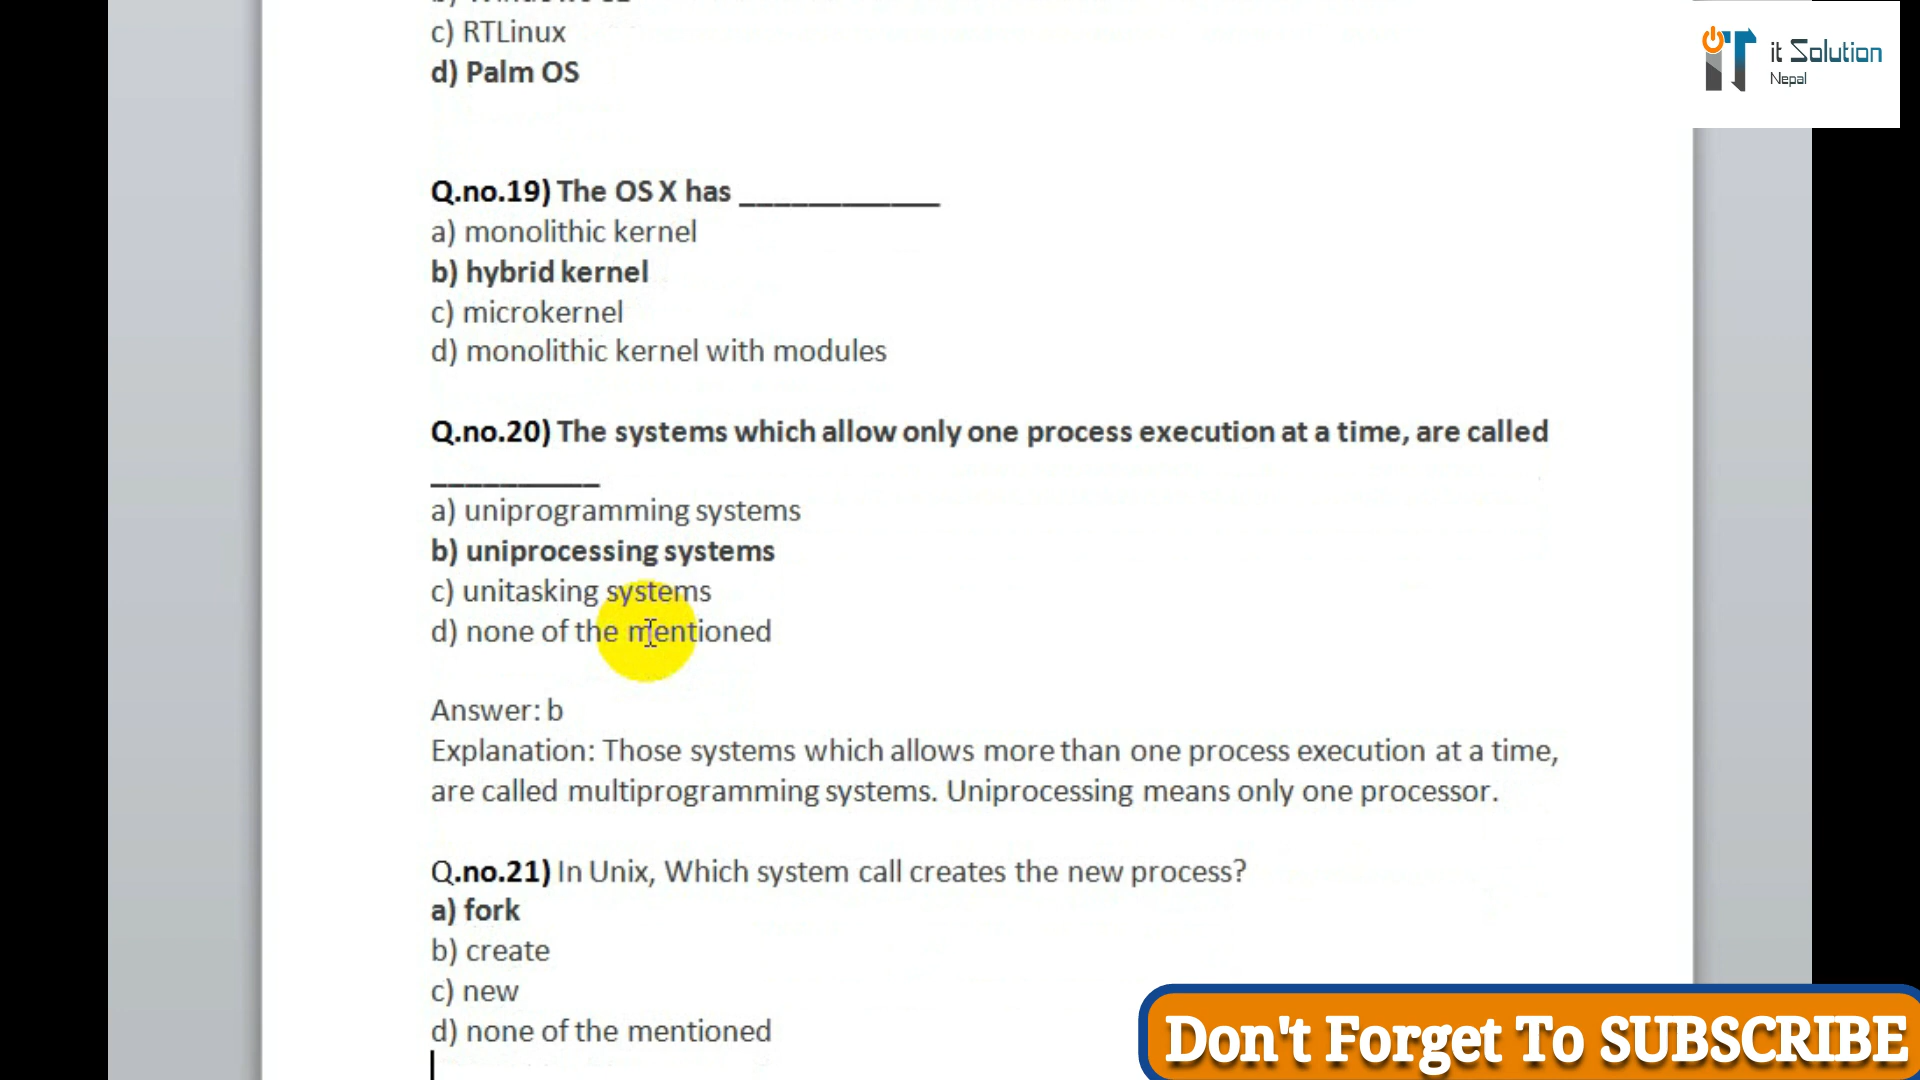 c) RTLinux
d) Palm OS
it Solution
Nepal
Q.no.19) The OS X has ____________
a) monolithic kernel
b) hybrid kernel
c) microkernel
d) monolithic kernel with modules
Q.no.20) The systems which allow only one process execution at a time, are called
__________
a) uniprogramming systems
b) uniprocessing systems
c) unitasking systems
d) none of the mentioned
Answer: b
Explanation: Those systems which allows more than one process execution at a time,
are called multiprogramming systems. Uniprocessing means only one processor.
Q.no.21) In Unix, Which system call creates the new process?
a) fork
b) create
c) new
d) none of the mentioned
Don't Forget To SUBSCRIBE